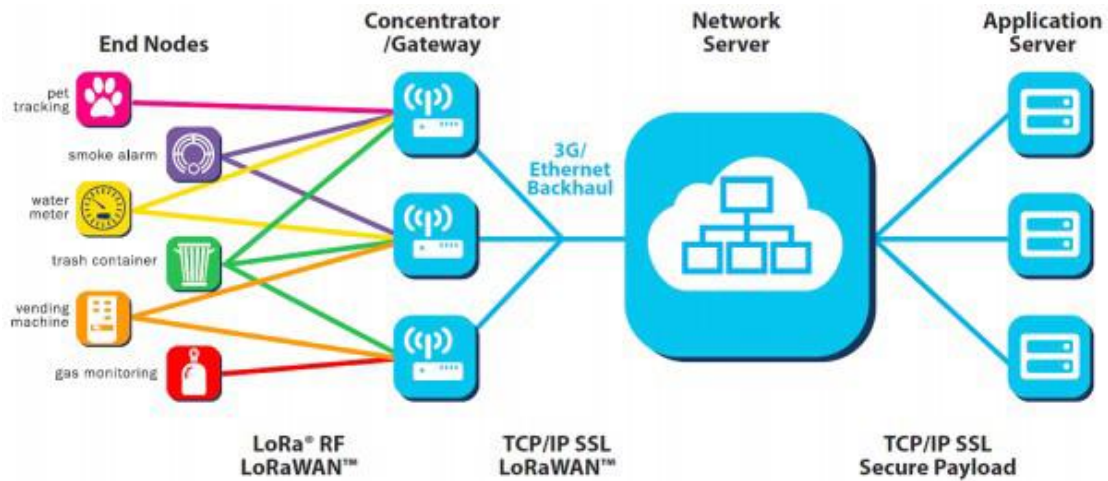 End Nodes
Concentrator
/Gateway
Network
Server
Application
Server
pet
tracking
smoke alarm
water
meter
trash container
vending
machine
gas monitoring
3G/
Ethernet
Backhaul
LoRa® RF
LoRaWAN™
TCP/IP SSL
LoRaWAN™
TCP/IP SSL
Secure Payload